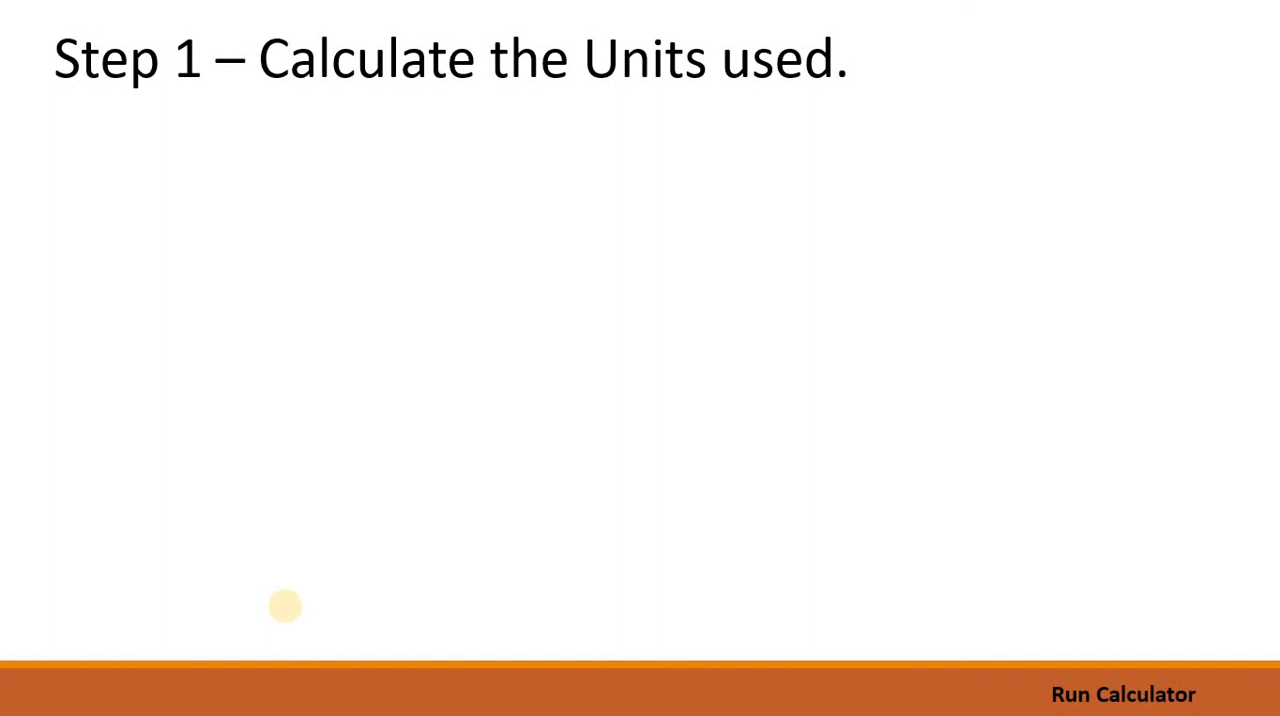 Step 1 – Calculate the Units used.
Run Calculator